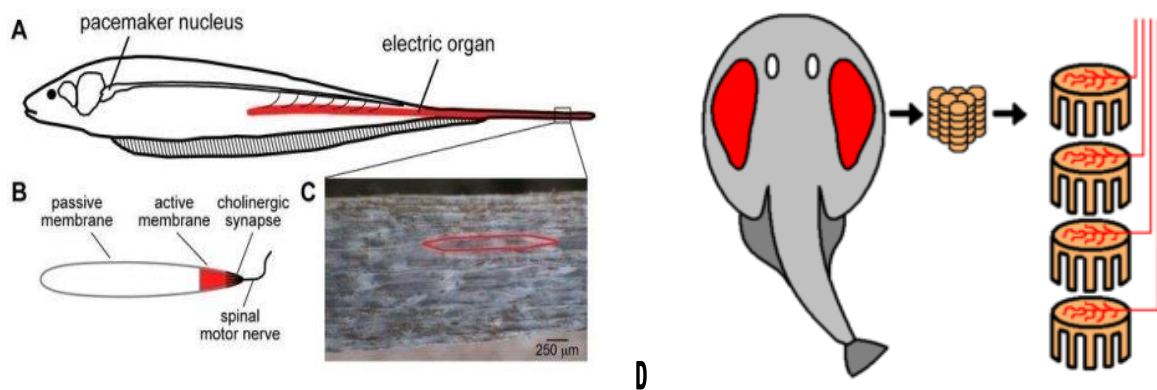 A
pacemaker nucleus
electric organ
B
passive
membrane
active
membrane
cholinergic
synapse
spinal
motor nerve
C
250 μm
D